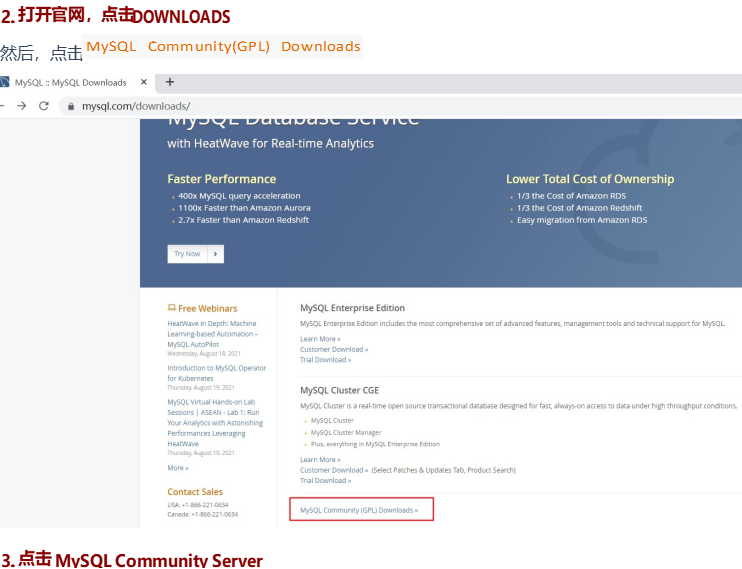 2. 打开官网，点击DOWNLOADS
然后，点击 MySQL Community(GPL) Downloads
MySQL :: MySQL Downloads × +
mysql.com/downloads/
MySQL Database Service
with HeatWave for Real-time Analytics
Faster Performance
400x MySQL query acceleration
1100x Faster than Amazon Aurora
2.7x Faster than Amazon Redshift
Lower Total Cost of Ownership
1/3 the Cost of Amazon RDS
1/3 the Cost of Amazon Redshift
Easy migration from Amazon RDS
Try Now
Free Webinars
HeatWave in Depth: Machine
Learning-based Automation –
MySQL AutoPilot
Wednesday, August 18, 2021
Introduction to MySQL Operator
for Kubernetes
Thursday, August 19, 2021
MySQL Virtual Hands-on Lab
Sessions | ASEAN - Lab 1: Run
Your Analytics with Astonishing
Performances Leveraging
HeatWave
Thursday, August 19, 2021
More »
Contact Sales
USA: +1-866-221-0634
Canada: +1-866-221-0634
MySQL Enterprise Edition
MySQL Enterprise Edition includes the most comprehensive set of advanced features, management tools and technical support for MySQL.
Learn More »
Customer Download »
Trial Download »
MySQL Cluster CGE
MySQL Cluster is a real-time open source transactional database designed for fast, always-on access to data under high throughput conditions.
MySQL Cluster
MySQL Cluster Manager
Plus, everything in MySQL Enterprise Edition
Learn More »
Customer Download » (Select Patches & Updates Tab, Product Search)
Trial Download »
MySQL Community (GPL) Downloads »
3. 点击 MySQL Community Server